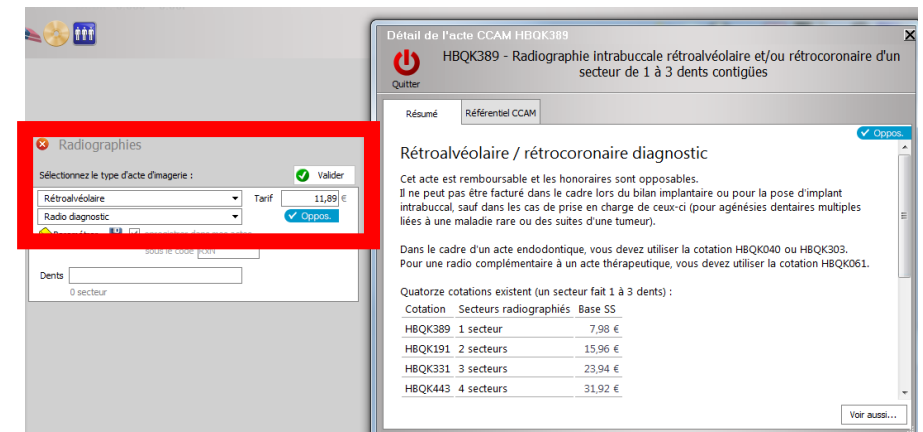 Radiographies
Sélectionnez le type d'acte d'imagerie :
Valider
Rétroalvéolaire
Tarif
11,89 €
Radio diagnostic
Oppos.
sous le code
Dents
0 secteur
Détail de l'acte CCAM HBQK389
Quitter
HBQK389 - Radiographie intrabuccale rétroalvéolaire et/ou rétrocoronaire d'un
secteur de 1 à 3 dents contigües
Résumé
Référentiel CCAM
Oppos.
Rétroalvéolaire / rétrocoronaire diagnostic
Cet acte est remboursable et les honoraires sont opposables.
Il ne peut pas être facturé dans le cadre lors du bilan implantaire ou pour la pose d'implant
intrabuccal, sauf dans les cas de prise en charge de ceux-ci (pour agénésies dentaires multiples
liées à une maladie rare ou des suites d'une tumeur).
Dans le cadre d'un acte endodontique, vous devez utiliser la cotation HBQK040 ou HBQK303.
Pour une radio complémentaire à un acte thérapeutique, vous devez utiliser la cotation HBQK061.
Quatorze cotations existent (un secteur fait 1 à 3 dents) :
Cotation Secteurs radiographiés Base SS
HBQK389 1 secteur 7,98 €
HBQK191 2 secteurs 15,96 €
HBQK331 3 secteurs 23,94 €
HBQK443 4 secteurs 31,92 €
Voir aussi...